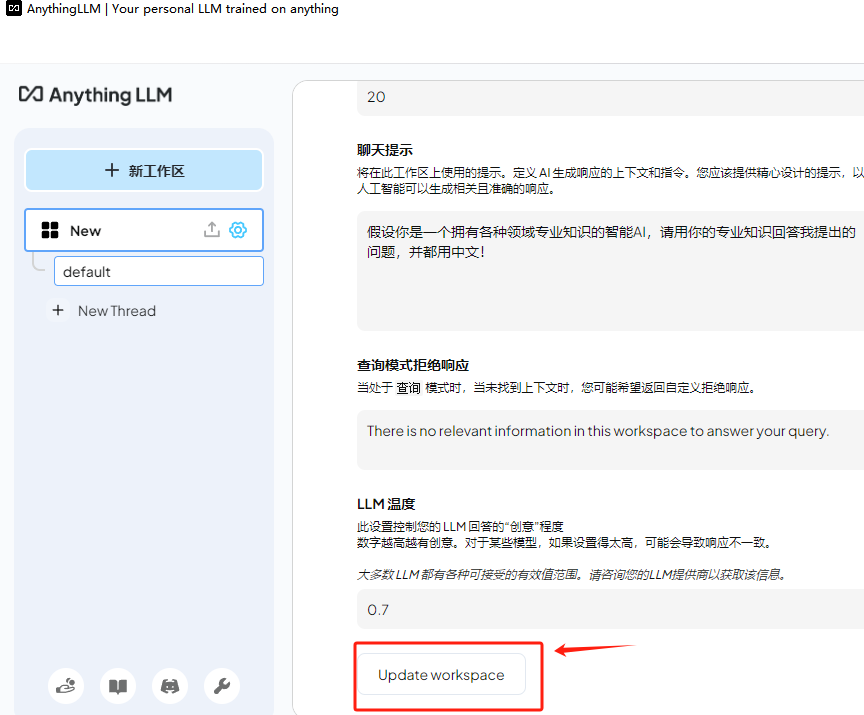 AnythingLLM | Your personal LLM trained on anything
Anything LLM
新工作区
New
default
New Thread
20
聊天提示
将在此工作区上使用的提示。定义 AI 生成响应的上下文和指令。您应该提供精心设计的提示，以
人工智能可以生成相关且准确的响应。
假设你是一个拥有各种领域专业知识的智能AI，请用你的专业知识回答我提出的
问题，并都用中文！
查询模式拒绝响应
当处于 查询 模式时，当未找到上下文时，您可能希望返回自定义拒绝响应。
There is no relevant information in this workspace to answer your query.
LLM 温度
此设置控制您的 LLM 回答的“创意”程度
数字越高越有创意。对于某些模型，如果设置得太高，可能会导致响应不一致。
大多数 LLM 都有各种可接受的有效值范围。请咨询您的LLM提供商以获取该信息。
0.7
Update workspace